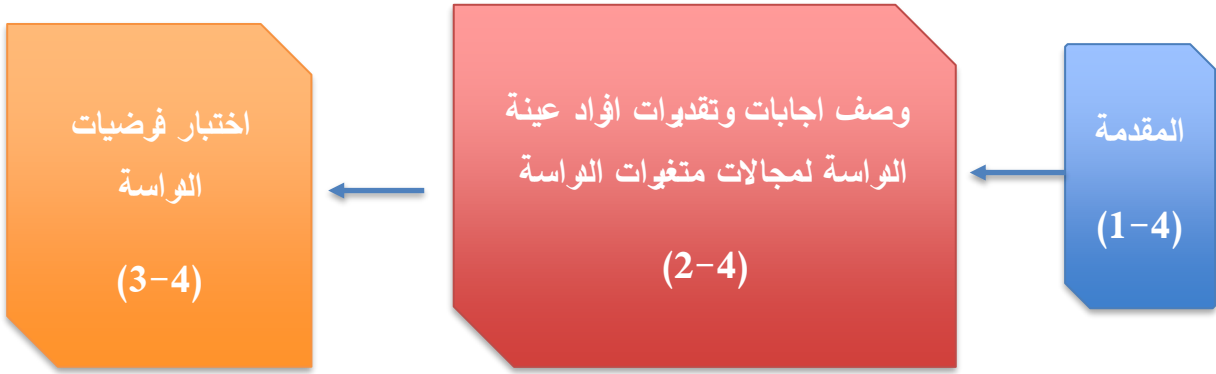 المقدمة
(1-4)
وصف اجابات وتقديرات افراد عينة
الدراسة لمجالات متغيرات الدراسة
(2-4)
اختبار فرضيات
الدراسة
(3-4)